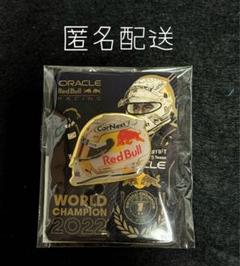 匿名配送
ORACLE
Red Bull
RACING
CarNext
Red Bull
WORLD
CHAMPION
2022